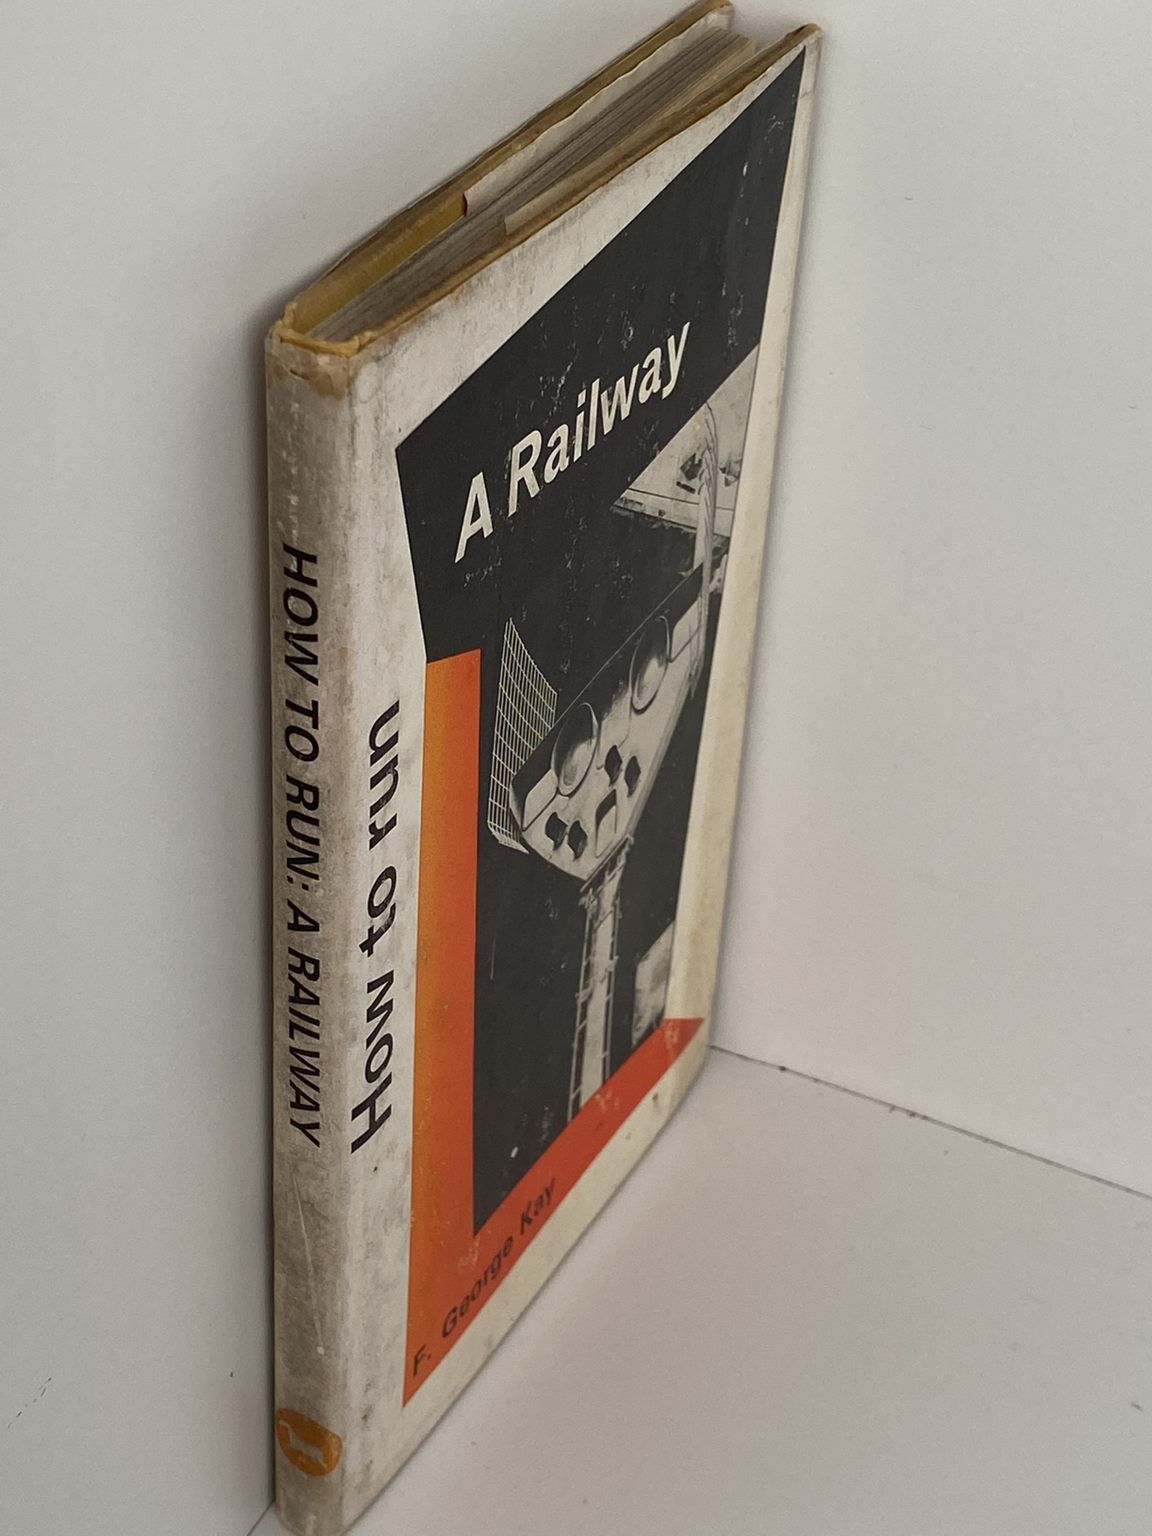 HOW TO RUN: A RAILWAY
How to run
A Railway
F. George Kay